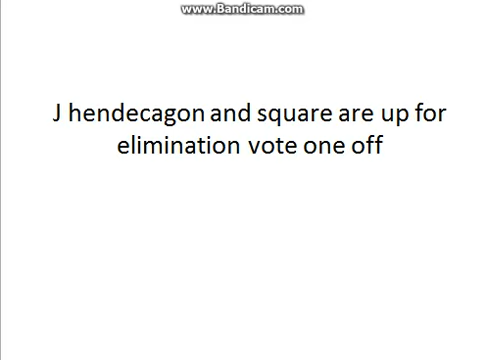 www.Bandicam.com
J hendecagon and square are up for
elimination vote one off